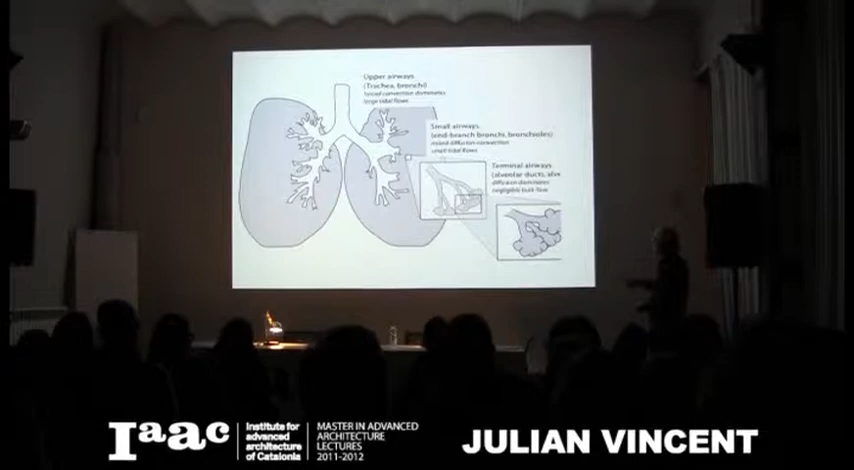 Upper airways
(Trachea, bronchi)
forced convection dominates
large tidal flows
Small airways
(end-branch bronchi, bronchioles)
mixed diffusion-convection
small tidal flows
Terminal airways
(alveolar ducts, alve
diffusion dominates
negligible bulk flow
Iaac
Institute for
advanced
architecture
of Catalonia
MASTER IN ADVANCED
ARCHITECTURE
LECTURES
2011-2012
JULIAN VINCENT